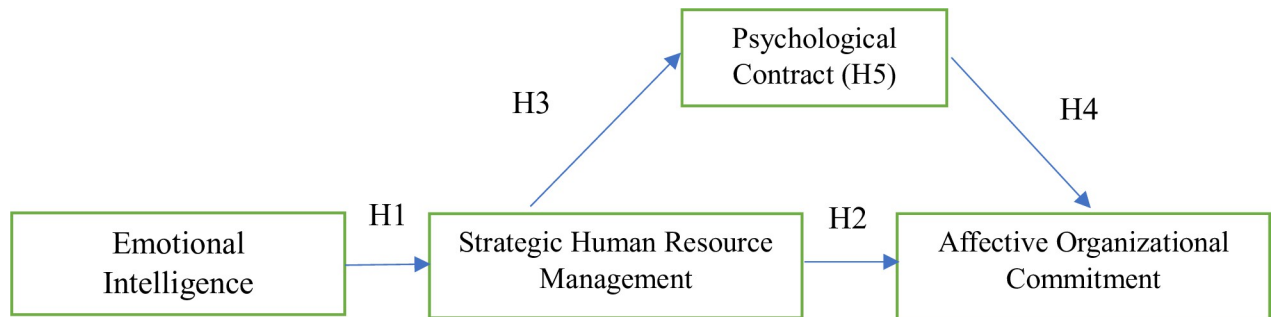 Psychological
Contract (H5)
H3
H4
H1
H2
Emotional
Intelligence
Strategic Human Resource
Management
Affective Organizational
Commitment